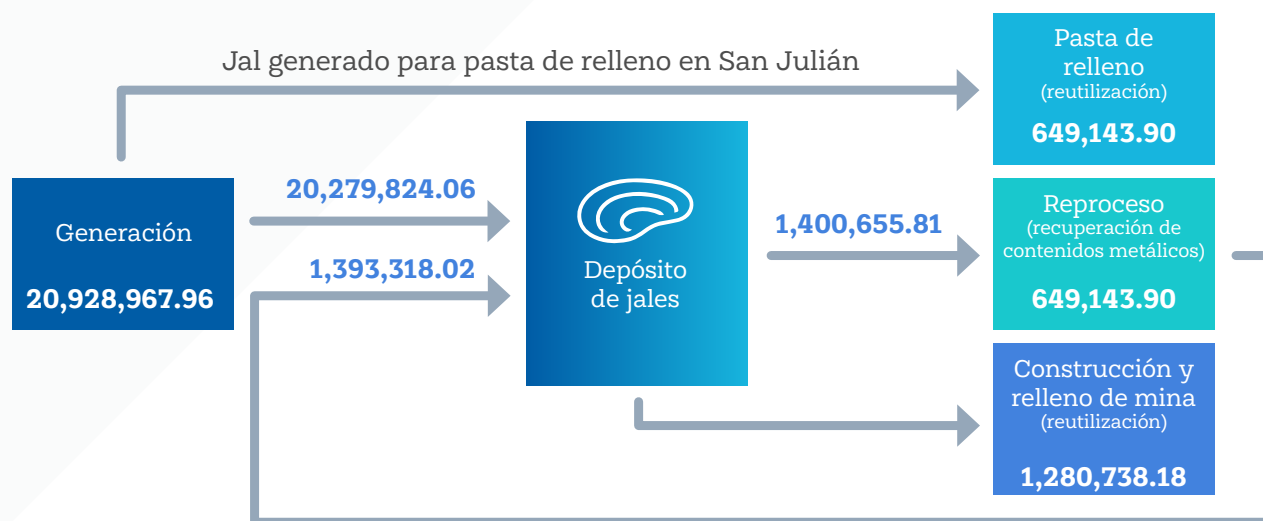 Jal generado para pasta de relleno en San Julián
Pasta de
relleno
(reutilización)
649,143.90
Generación
20,928,967.96
20,279,824.06
1,393,318.02
Depósito
de jales
1,400,655.81
Reproceso
(recuperación de
contenidos metálicos)
649,143.90
Construcción y
relleno de mina
(reutilización)
1,280,738.18